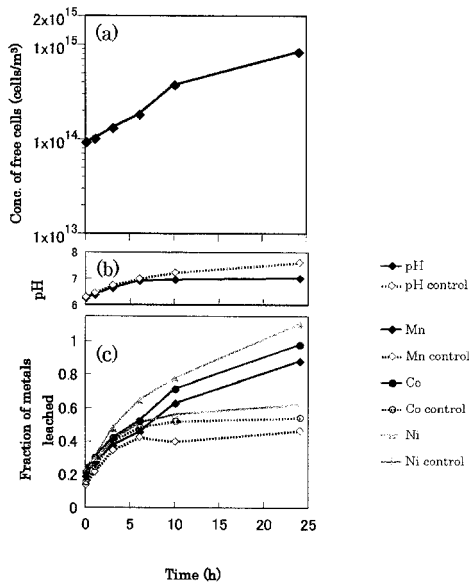 2x10¹⁵
1x10¹⁵
1x10¹⁴
1x10¹³
Conc. of free cells (cells/m³)
(a)
8
7
6
pH
(b)
pH
pH control
1
0.8
0.6
0.4
0.2
0
Fraction of metals
leached
(c)
Mn
Mn control
Co
Co control
Ni
Ni control
0 5 10 15 20 25
Time (h)